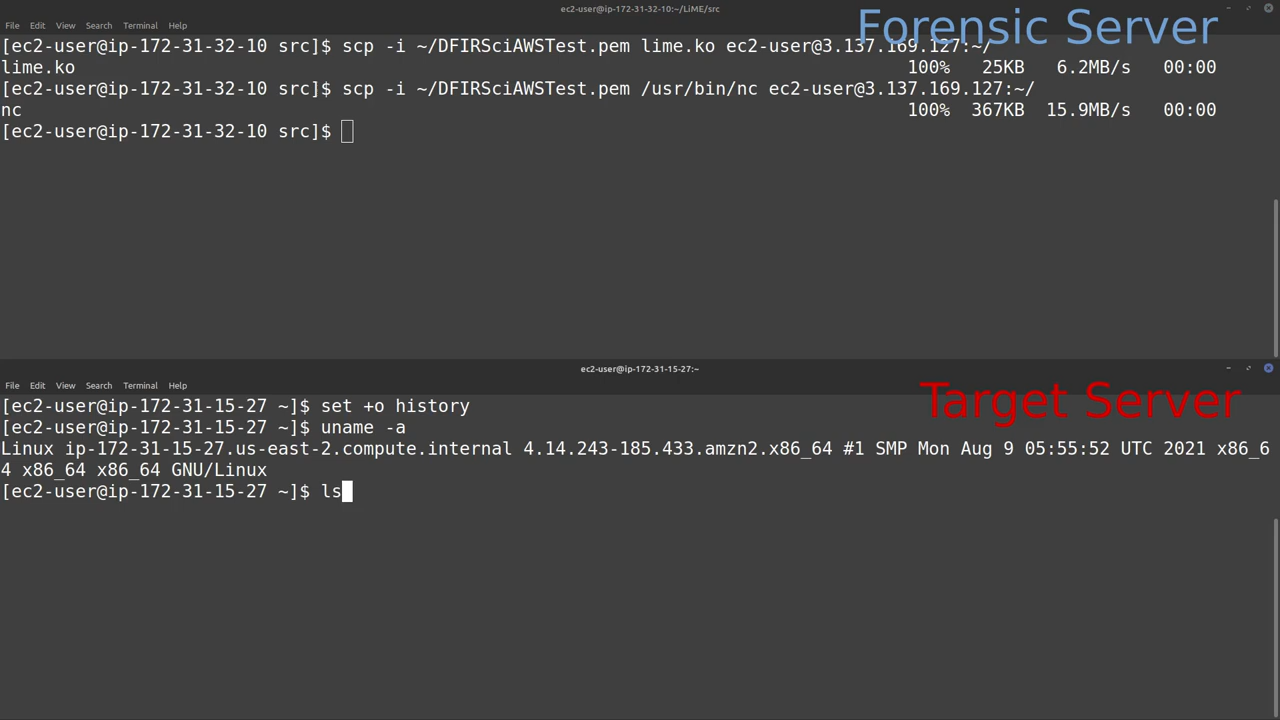 ec2-user@ip-172-31-32-10:~/LiME/src
File Edit View Search Terminal Help
Forensic Server
[ec2-user@ip-172-31-32-10 src]$ scp -i ~/DFIRSciAWSTest.pem lime.ko ec2-user@3.137.169.127:~/
lime.ko 100% 25KB 6.2MB/s 00:00
[ec2-user@ip-172-31-32-10 src]$ scp -i ~/DFIRSciAWSTest.pem /usr/bin/nc ec2-user@3.137.169.127:~/
nc 100% 367KB 15.9MB/s 00:00
[ec2-user@ip-172-31-32-10 src]$
ec2-user@ip-172-31-15-27:~
File Edit View Search Terminal Help
Target Server
[ec2-user@ip-172-31-15-27 ~]$ set +o history
[ec2-user@ip-172-31-15-27 ~]$ uname -a
Linux ip-172-31-15-27.us-east-2.compute.internal 4.14.243-185.433.amzn2.x86_64 #1 SMP Mon Aug 9 05:55:52 UTC 2021 x86_6
4 x86_64 x86_64 GNU/Linux
[ec2-user@ip-172-31-15-27 ~]$ ls